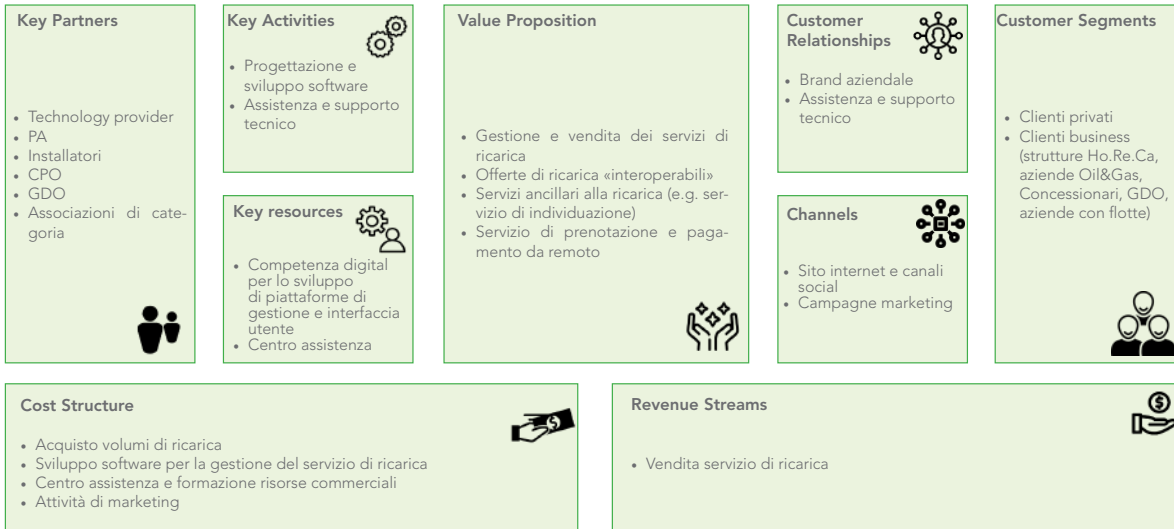 Key Partners
• Technology provider
• PA
• Installatori
• CPO
• GDO
• Associazioni di cate-
goria
Key Activities
• Progettazione e
sviluppo software
• Assistenza e supporto
tecnico
Key resources
• Competenza digital
per lo sviluppo
di piattaforme di
gestione e interfaccia
utente
• Centro assistenza
Value Proposition
• Gestione e vendita dei servizi di
ricarica
• Offerte di ricarica «interoperabili»
• Servizi ancillari alla ricarica (e.g. ser-
vizio di individuazione)
• Servizio di prenotazione e paga-
mento da remoto
Customer
Relationships
• Brand aziendale
• Assistenza e supporto
tecnico
Channels
• Sito internet e canali
social
• Campagne marketing
Customer Segments
• Clienti privati
• Clienti business
(strutture Ho.Re.Ca,
aziende Oil&Gas,
Concessionari, GDO,
aziende con flotte)
Cost Structure
• Acquisto volumi di ricarica
• Sviluppo software per la gestione del servizio di ricarica
• Centro assistenza e formazione risorse commerciali
• Attività di marketing
Revenue Streams
• Vendita servizio di ricarica